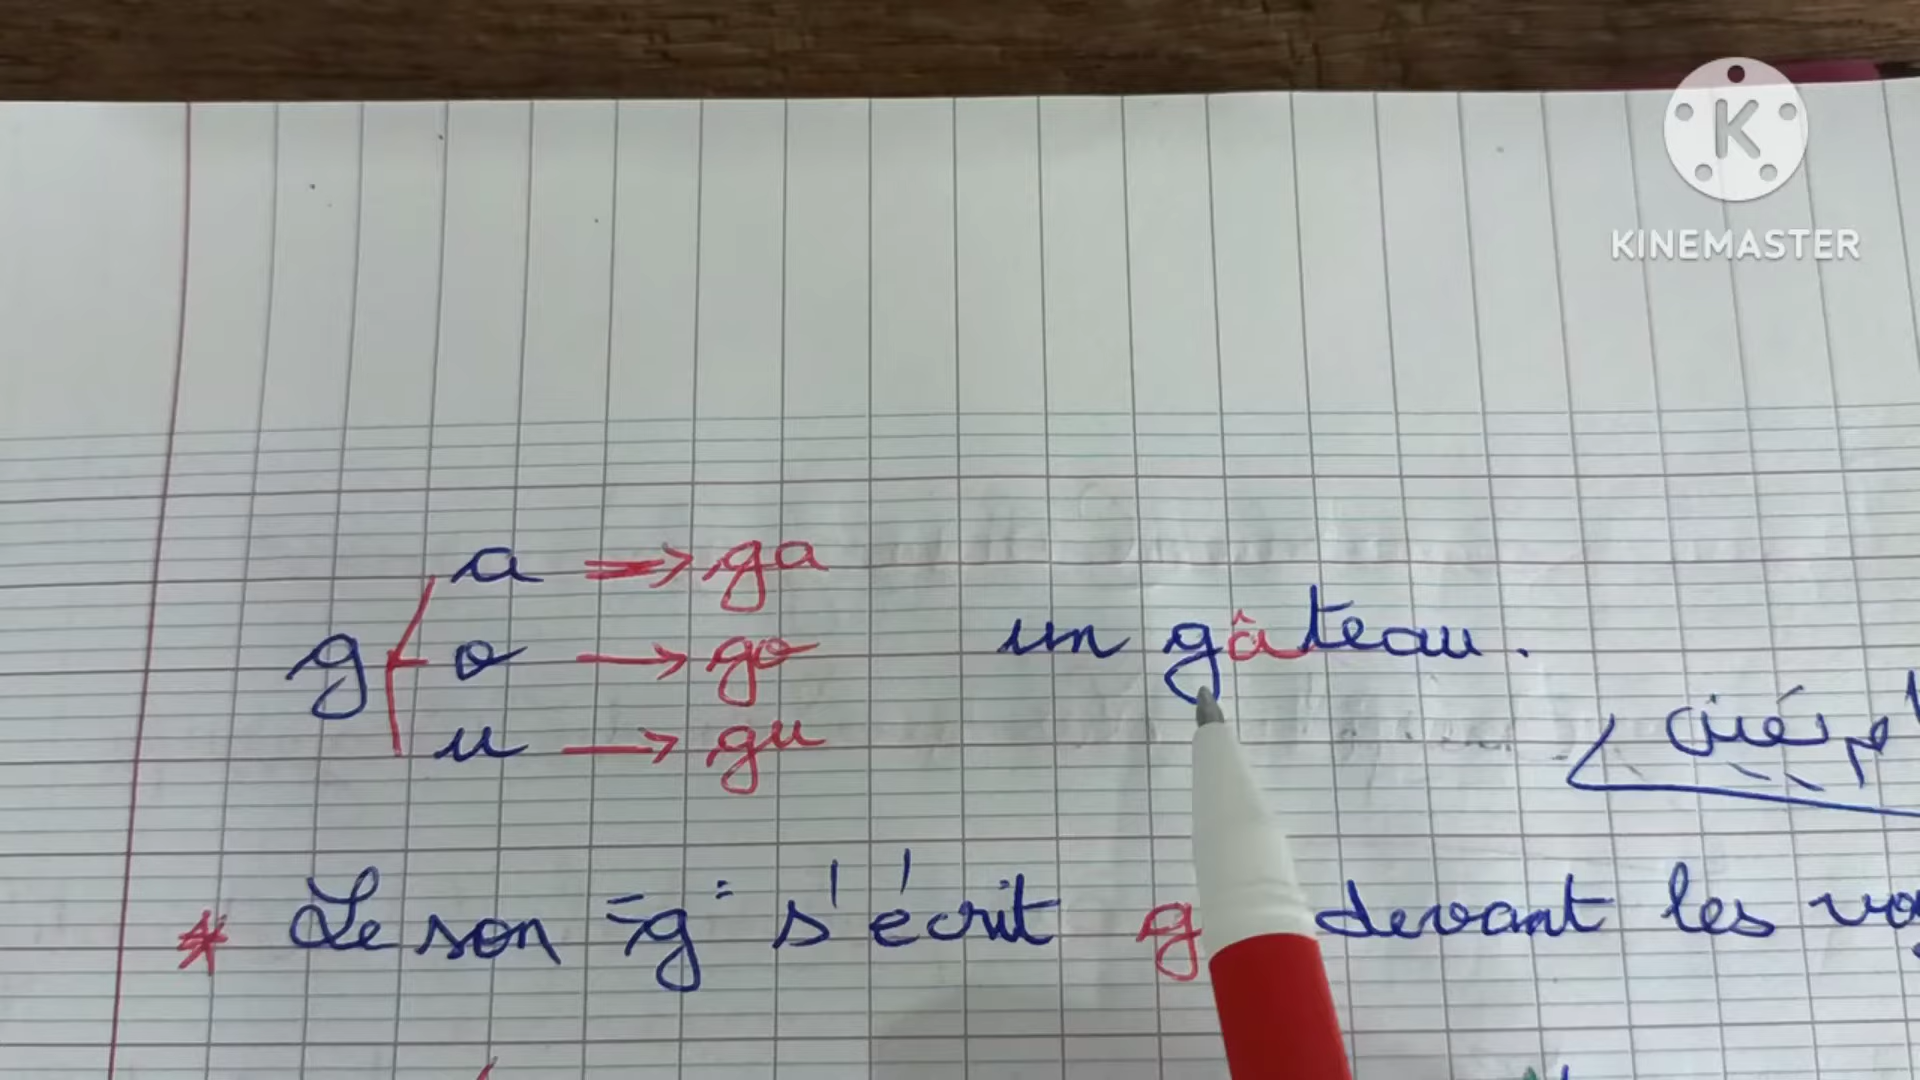 KINEMASTER
a → ga
g o → go un gâteau.
u → gu
* Le son "g" s'écrit g devant les